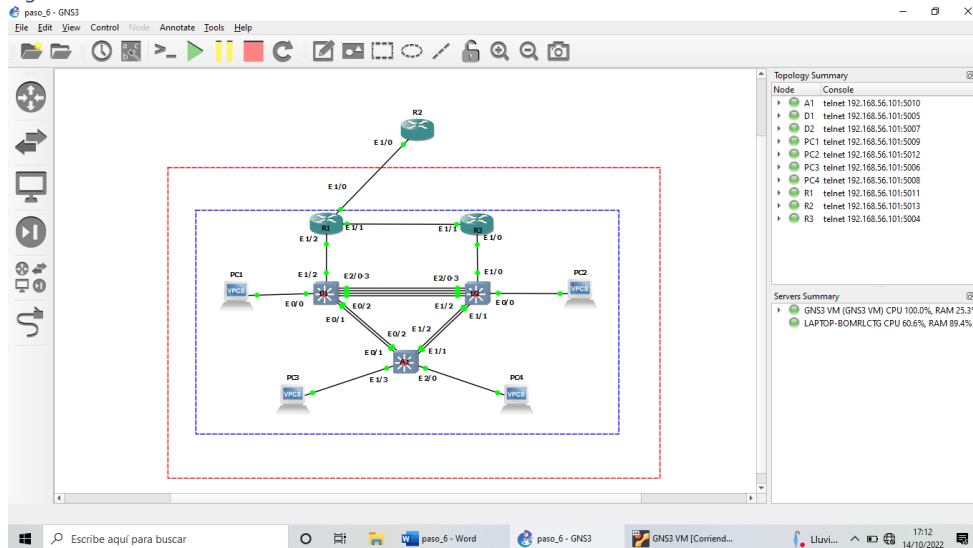 paso_6 - GNS3
File Edit View Control Node Annotate Tools Help
Topology Summary
Node Console
A1 telnet 192.168.56.101:5010
D1 telnet 192.168.56.101:5005
D2 telnet 192.168.56.101:5007
PC1 telnet 192.168.56.101:5009
PC2 telnet 192.168.56.101:5012
PC3 telnet 192.168.56.101:5006
PC4 telnet 192.168.56.101:5008
R1 telnet 192.168.56.101:5011
R2 telnet 192.168.56.101:5013
R3 telnet 192.168.56.101:5004
R2
E1/0
E1/0
R1
E1/1
E1/1
R3
E1/2
E1/0
PC1
VPCS
E0/0
E1/2
E2/0-3
E2/0-3
E1/0
PC2
VPCS
E0/0
E0/2
E1/2
E0/1
E1/1
E0/2
E1/2
E0/1
E1/1
PC3
VPCS
E1/3
E2/0
PC4
VPCS
Servers Summary
GNS3 VM (GNS3 VM) CPU 100.0%, RAM 25.3%
LAPTOP-BOMRLCTG CPU 60.6%, RAM 89.4%
Escribe aquí para buscar
paso_6 - Word
paso_6 - GNS3
GNS3 VM [Corriend...
Lluvi...
17:12
14/10/2022